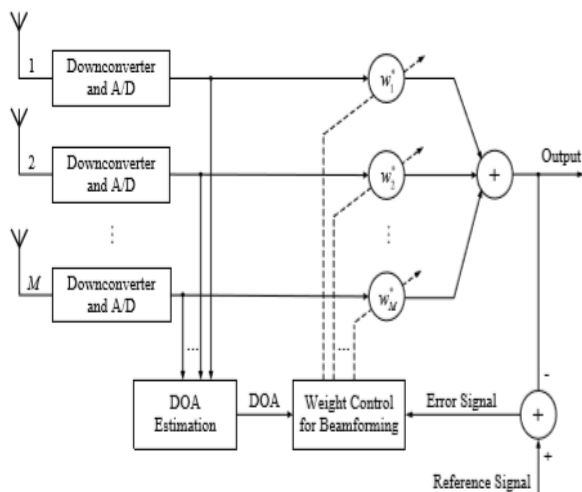 1
Downconverter
and A/D
w₁*
2
Downconverter
and A/D
w₂*
+
Output
⋮
⋮
M
Downconverter
and A/D
w_M*
...
...
-
DOA
Estimation
DOA
Weight Control
for Beamforming
Error Signal
+
+
Reference Signal